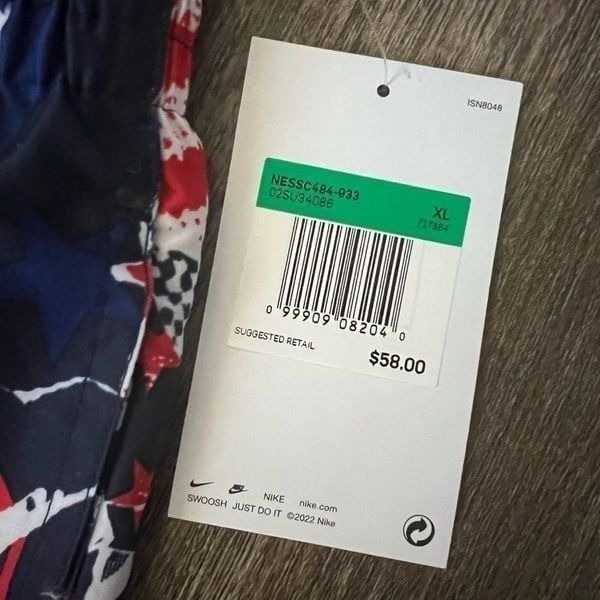 ISN8048
NESSC484-033
02SU34086
XL
717384
0 99909 08204 0
SUGGESTED RETAIL
$58.00
NIKE nike.com
SWOOSH JUST DO IT ©2022 Nike